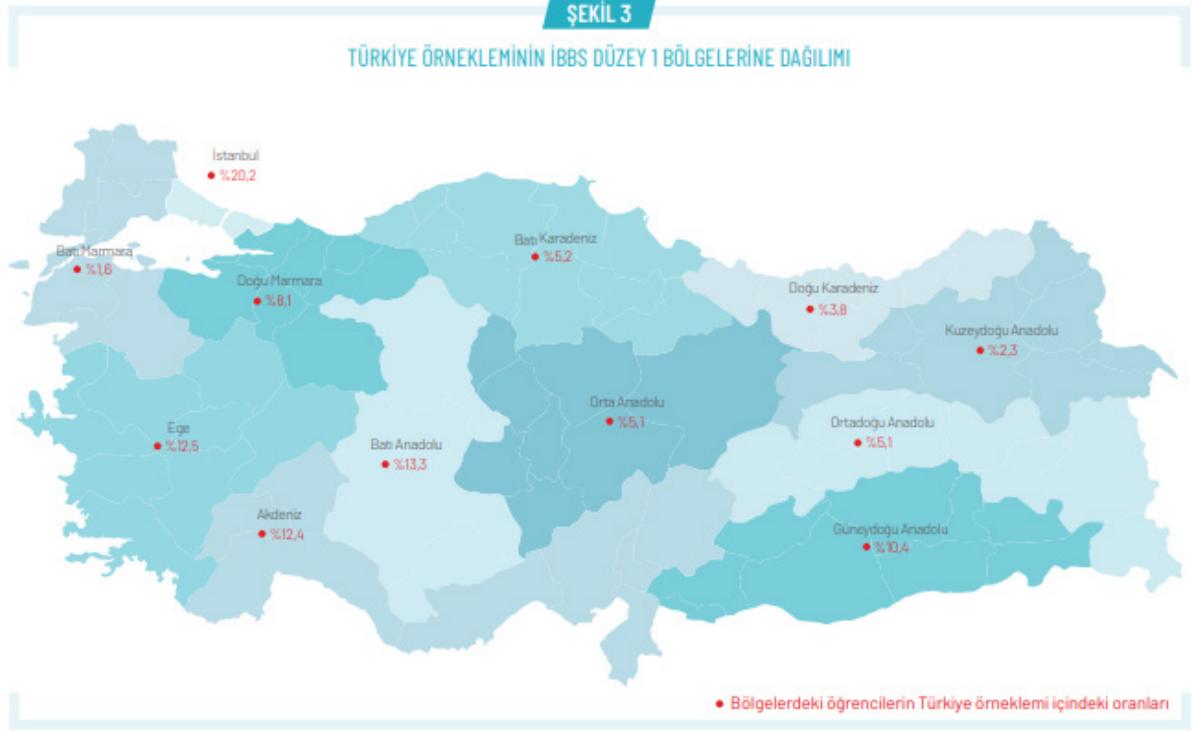 ŞEKİL 3
TÜRKİYE ÖRNEKLEMİNİN İBBS DÜZEY 1 BÖLGELERİNE DAĞILIMI
İstanbul
%20,2
Batı Marmara
%1,6
Doğu Marmara
%8,1
Batı Karadeniz
%5,2
Doğu Karadeniz
%3,8
Kuzeydoğu Anadolu
%2,3
Orta Anadolu
%5,1
Ortadoğu Anadolu
%5,1
Ege
%12,5
Batı Anadolu
%13,3
Akdeniz
%12,4
Güneydoğu Anadolu
%10,4
Bölgelerdeki öğrencilerin Türkiye örneklemi içindeki oranları